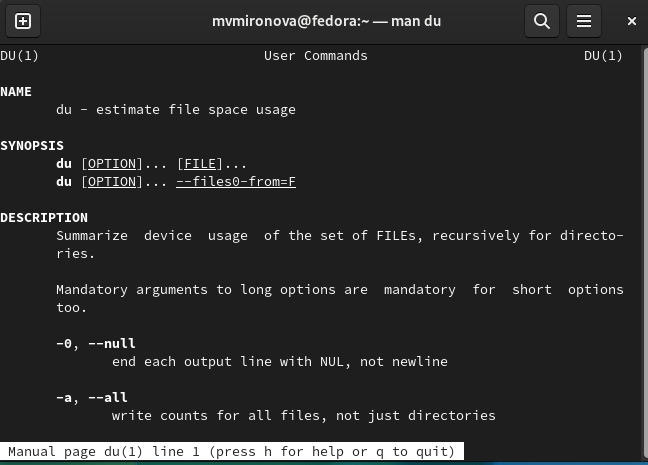 mvmironova@fedora:~ — man du
DU(1) User Commands DU(1)
NAME
du - estimate file space usage
SYNOPSIS
du [OPTION]... [FILE]...
du [OPTION]... --files0-from=F
DESCRIPTION
Summarize device usage of the set of FILEs, recursively for directo-
ries.
Mandatory arguments to long options are mandatory for short options
too.
-0, --null
end each output line with NUL, not newline
-a, --all
write counts for all files, not just directories
Manual page du(1) line 1 (press h for help or q to quit)